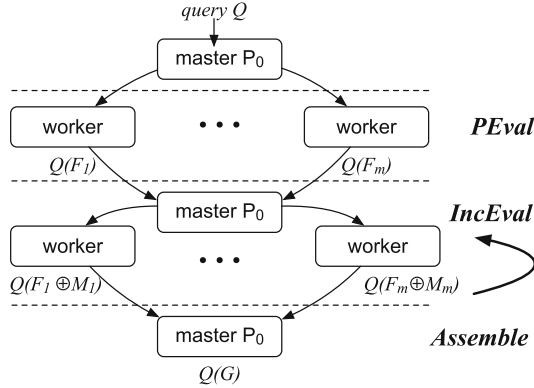 query Q
master P0
worker
• • •
worker
PEval
Q(F1)
Q(Fm)
master P0
IncEval
worker
• • •
worker
Q(F1 ⊕M1)
Q(Fm⊕Mm)
master P0
Assemble
Q(G)